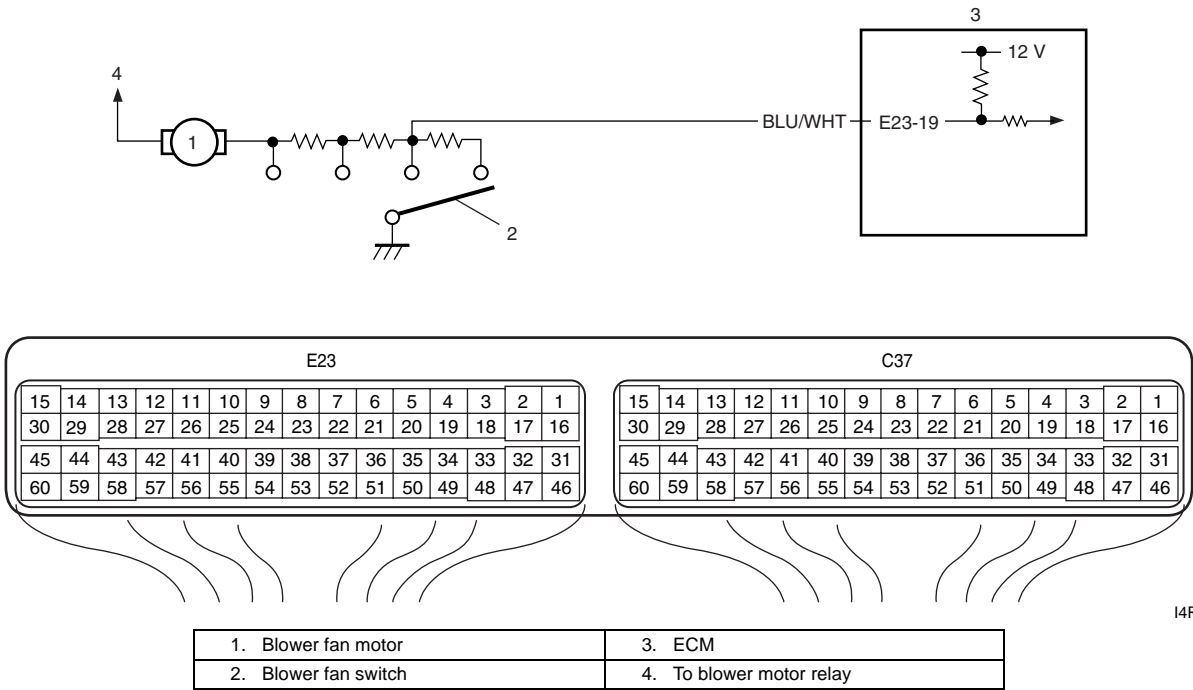 3
12 V
4
BLU/WHT
E23-19
1
2
E23
C37
15 14 13 12 11 10 9 8 7 6 5 4 3 2 1
30 29 28 27 26 25 24 23 22 21 20 19 18 17 16
45 44 43 42 41 40 39 38 37 36 35 34 33 32 31
60 59 58 57 56 55 54 53 52 51 50 49 48 47 46
15 14 13 12 11 10 9 8 7 6 5 4 3 2 1
30 29 28 27 26 25 24 23 22 21 20 19 18 17 16
45 44 43 42 41 40 39 38 37 36 35 34 33 32 31
60 59 58 57 56 55 54 53 52 51 50 49 48 47 46
1. Blower fan motor
3. ECM
2. Blower fan switch
4. To blower motor relay